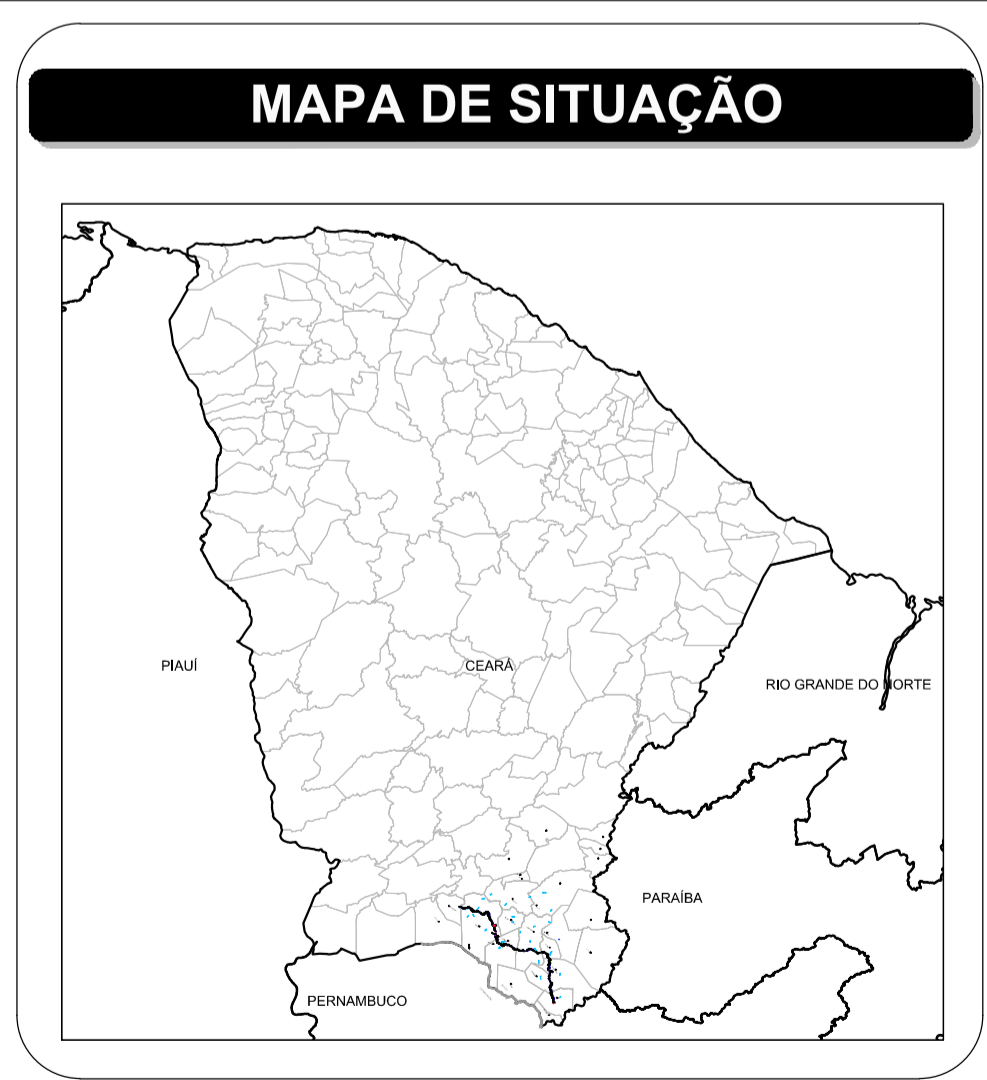 MAPA DE SITUAÇÃO
PIAUÍ
CEARÁ
RIO GRANDE DO NORTE
PARAÍBA
PERNAMBUCO